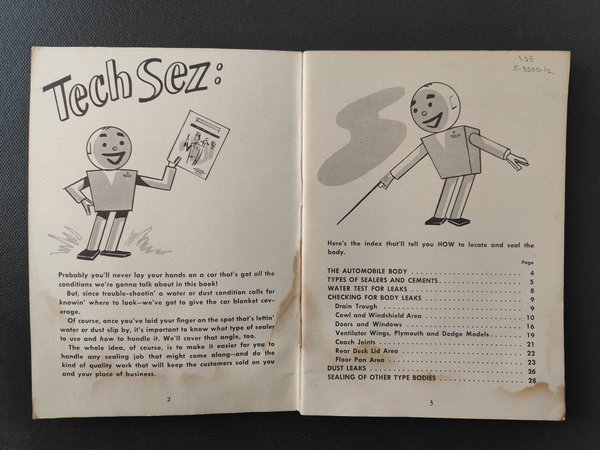 Tech Sez:
TECH
Probably you'll never lay your hands on a car that's got all the
conditions we're gonna talk about in this book!
But, since trouble-shootin' a water or dust condition calls for
knowin' where to look—we've got to give the car blanket cov-
erage.
Of course, once you've laid your finger on the spot that's lettin'
water or dust slip by, it's important to know what type of sealer
to use and how to handle it. We'll cover that angle, too.
The whole idea, of course, is to make it easier for you to
handle any sealing job that might come along—and do the
kind of quality work that will keep the customers sold on you
and your place of business.
2
TECH
Here's the index that'll tell you HOW to locate and seal the
body.
Page
THE AUTOMOBILE BODY . . . . . . . . . . . . . . . . . . . . . . 4
TYPES OF SEALERS AND CEMENTS . . . . . . . . . . . . . . . . . 5
WATER TEST FOR LEAKS . . . . . . . . . . . . . . . . . . . . . . 8
CHECKING FOR BODY LEAKS . . . . . . . . . . . . . . . . . . . . 9
Drain Trough . . . . . . . . . . . . . . . . . . . . . . . . . . 9
Cowl and Windshield Area . . . . . . . . . . . . . . . . . . . . 10
Doors and Windows . . . . . . . . . . . . . . . . . . . . . . . 16
Ventilator Wings, Plymouth and Dodge Models . . . . . . . . 19
Coach Joints . . . . . . . . . . . . . . . . . . . . . . . . . . 21
Rear Deck Lid Area . . . . . . . . . . . . . . . . . . . . . . . 22
Floor Pan Area . . . . . . . . . . . . . . . . . . . . . . . . . 23
DUST LEAKS . . . . . . . . . . . . . . . . . . . . . . . . . . . 26
SEALING OF OTHER TYPE BODIES . . . . . . . . . . . . . . . . . 28
3